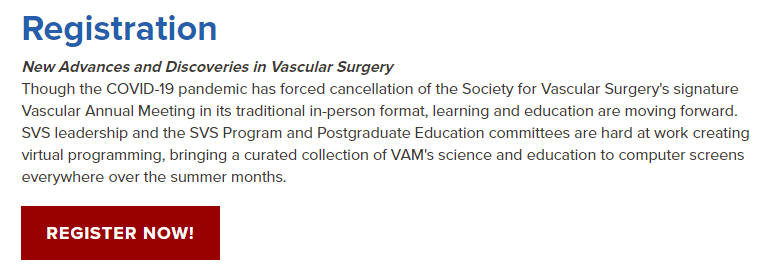 Registration
New Advances and Discoveries in Vascular Surgery
Though the COVID-19 pandemic has forced cancellation of the Society for Vascular Surgery's signature
Vascular Annual Meeting in its traditional in-person format, learning and education are moving forward.
SVS leadership and the SVS Program and Postgraduate Education committees are hard at work creating
virtual programming, bringing a curated collection of VAM's science and education to computer screens
everywhere over the summer months.
REGISTER NOW!